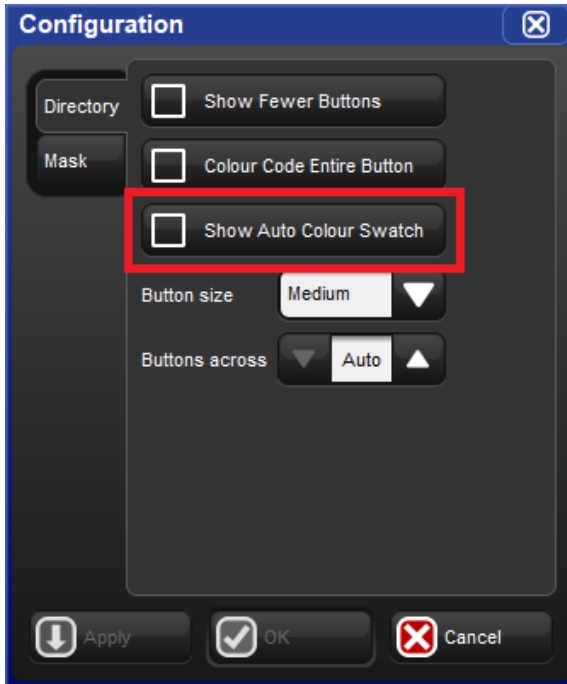 Configuration
Directory
Show Fewer Buttons
Mask
Colour Code Entire Button
Show Auto Colour Swatch
Button size Medium
Buttons across Auto
Apply OK Cancel